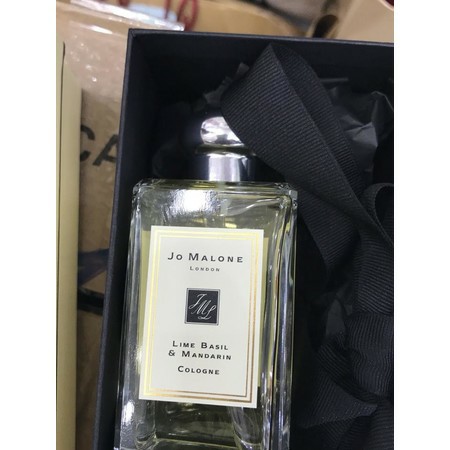 Jo Malone
London
JML
Lime Basil
& Mandarin
Cologne
CA